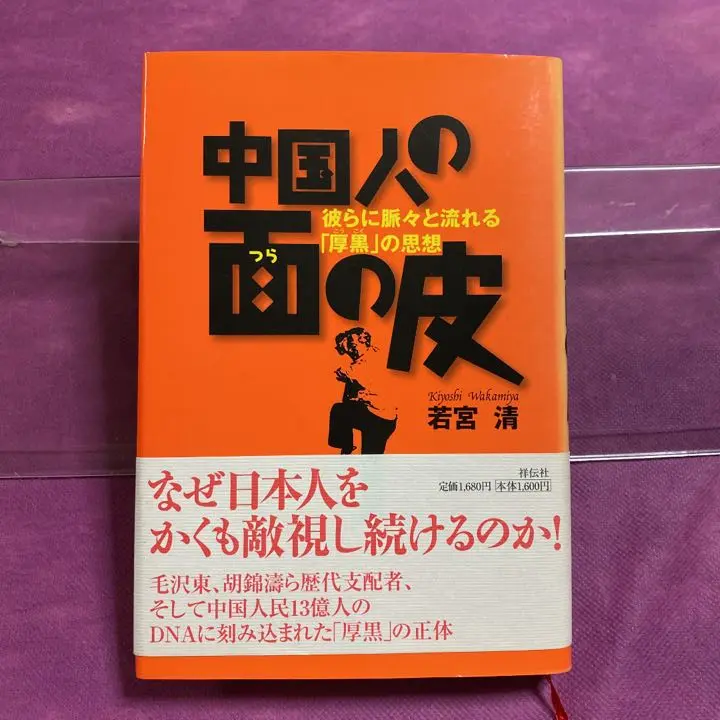 中国人の
彼らに脈々と流れる
「厚黒」の思想
こう こく
面の皮
つら
Kiyoshi Wakamiya
若宮 清
祥伝社
定価1,680円 [本体1,600円]
なぜ日本人を
かくも敵視し続けるのか!
毛沢東、胡錦濤ら歴代支配者、
そして中国人民13億人の
DNAに刻み込まれた「厚黒」の正体